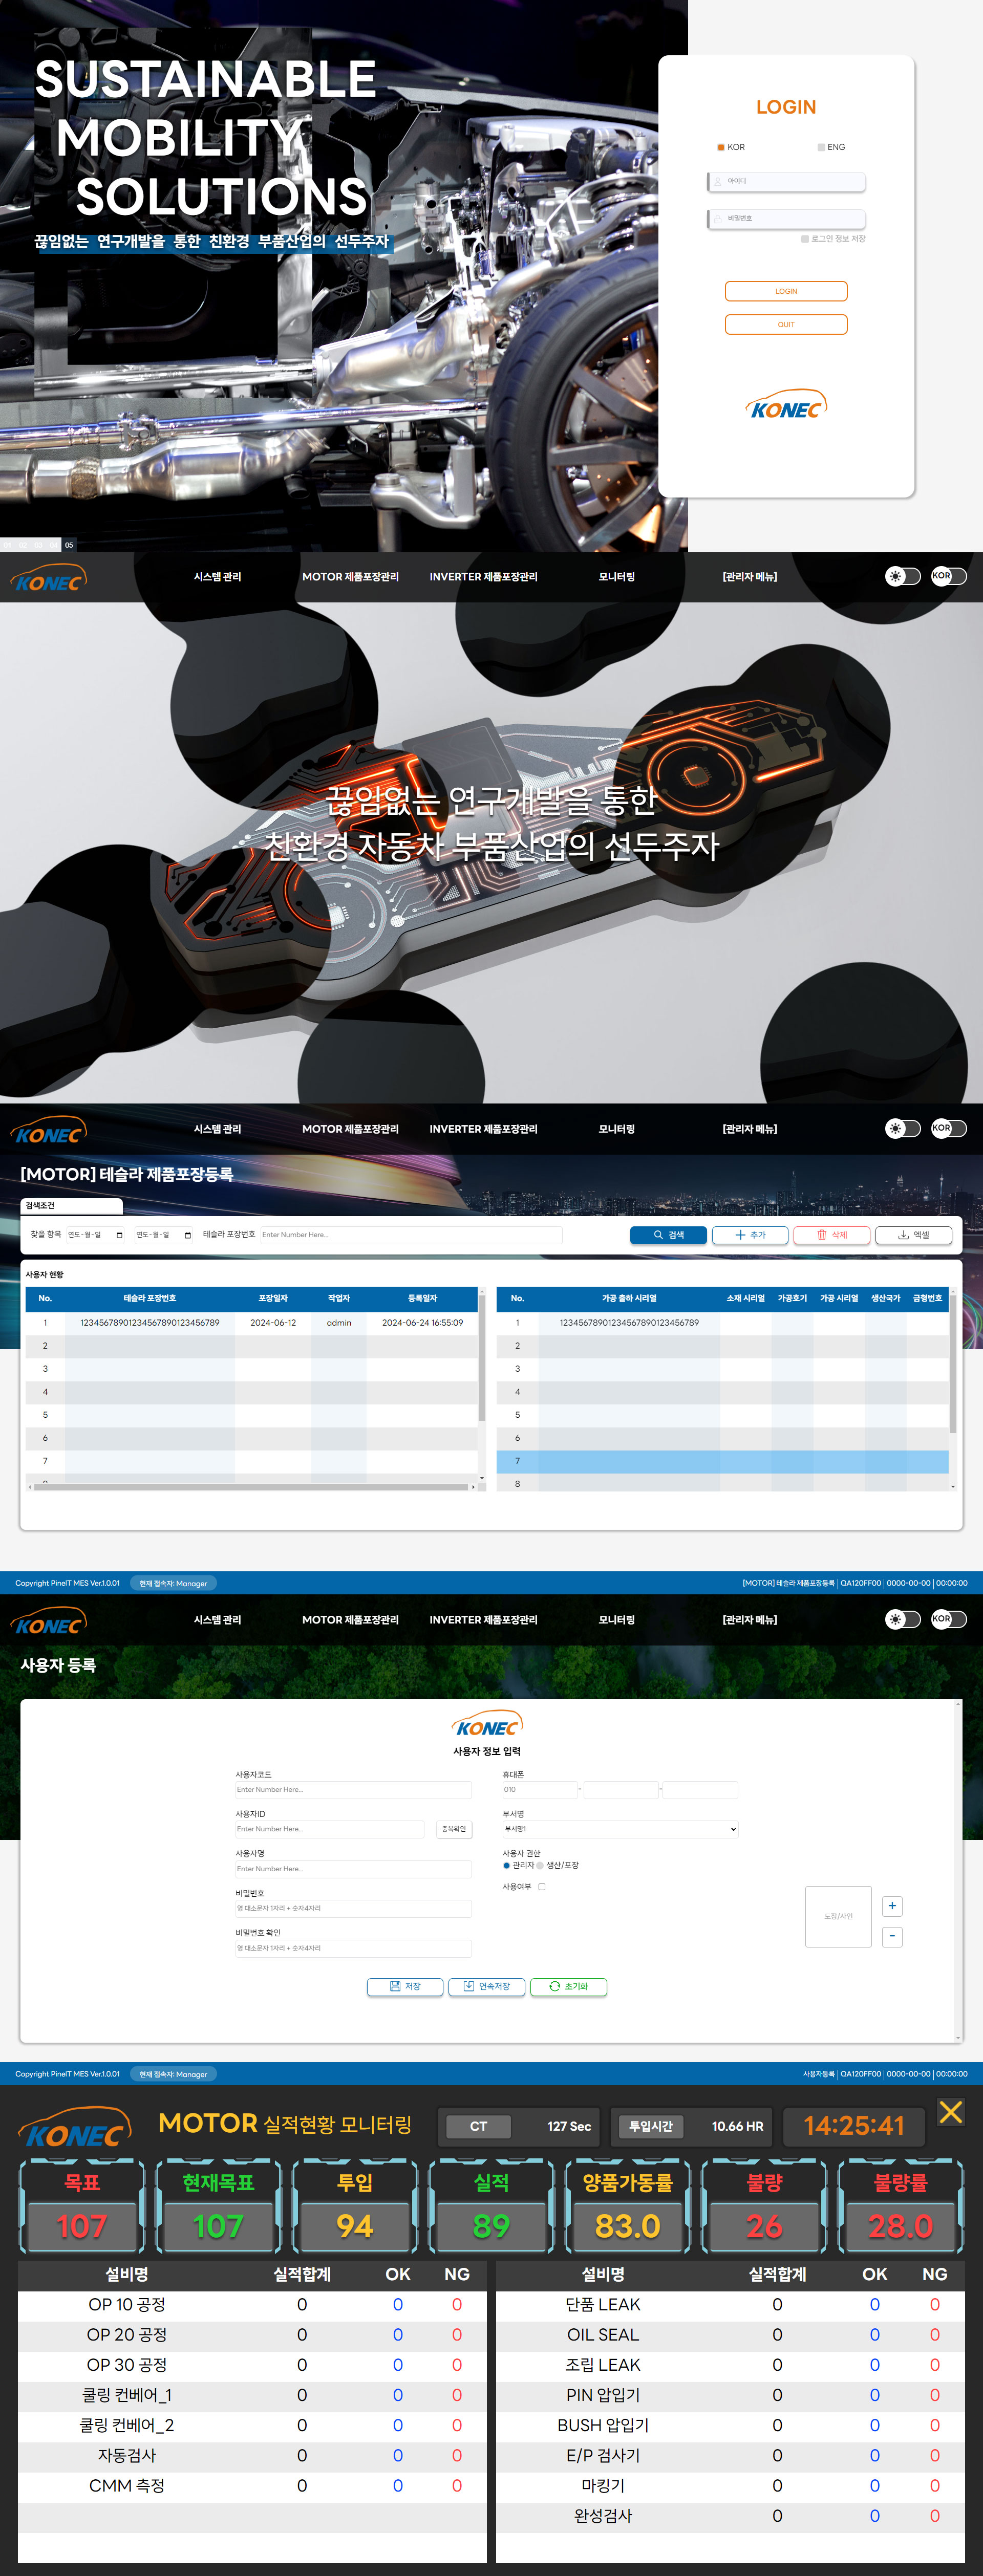 SUSTAINABLE
MOBILITY
SOLUTIONS
끊임없는 연구개발을 통한 친환경 부품산업의 선두주자
05
LOGIN
KOR ENG
아이디
비밀번호
로그인 정보 저장
LOGIN
QUIT
KONEC
KONEC 시스템 관리 MOTOR 제품포장관리 INVERTER 제품포장관리 모니터링 [관리자 메뉴] KOR
끊임없는 연구개발을 통한
친환경 자동차 부품산업의 선두주자
KONEC 시스템 관리 MOTOR 제품포장관리 INVERTER 제품포장관리 모니터링 [관리자 메뉴] KOR
[MOTOR] 테슬라 제품포장등록
검색조건
찾을 항목 연도-월-일 연도-월-일 테슬라 포장번호 Enter Number Here... 검색 추가 삭제 엑셀
사용자 현황
No. 테슬라 포장번호 포장일자 작업자 등록일자
1 12345678901234567890123456789 2024-06-12 admin 2024-06-24 16:55:09
2
3
4
5
6
7
No. 가공 출하 시리얼 소재 시리얼 가공호기 가공 시리얼 생산국가 금형번호
1 12345678901234567890123456789
2
3
4
5
6
7
8
Copyright PineIT MES Ver.1.0.01 현재 접속자: Manager [MOTOR] 테슬라 제품포장등록 | QA120FF00 | 0000-00-00 | 00:00:00
KONEC 시스템 관리 MOTOR 제품포장관리 INVERTER 제품포장관리 모니터링 [관리자 메뉴] KOR
사용자 등록
KONEC
사용자 정보 입력
사용자코드
Enter Number Here...
사용자ID
Enter Number Here... 중복확인
사용자명
Enter Number Here...
비밀번호
영 대소문자 1자리 + 숫자4자리
비밀번호 확인
영 대소문자 1자리 + 숫자4자리
휴대폰
010 - -
부서명
부서명1
사용자 권한
관리자 생산/포장
사용여부
도장/사인
+
-
저장 연속저장 초기화
Copyright PineIT MES Ver.1.0.01 현재 접속자: Manager 사용자등록 | QA120FF00 | 0000-00-00 | 00:00:00
KONEC MOTOR 실적현황 모니터링 CT 127 Sec 투입시간 10.66 HR 14:25:41
목표 현재목표 투입 실적 양품가동률 불량 불량률
107 107 94 89 83.0 26 28.0
설비명 실적합계 OK NG
OP 10 공정 0 0 0
OP 20 공정 0 0 0
OP 30 공정 0 0 0
쿨링 컨베어_1 0 0 0
쿨링 컨베어_2 0 0 0
자동검사 0 0 0
CMM 측정 0 0 0
설비명 실적합계 OK NG
단품 LEAK 0 0 0
OIL SEAL 0 0 0
조립 LEAK 0 0 0
PIN 압입기 0 0 0
BUSH 압입기 0 0 0
E/P 검사기 0 0 0
마킹기 0 0 0
완성검사 0 0 0